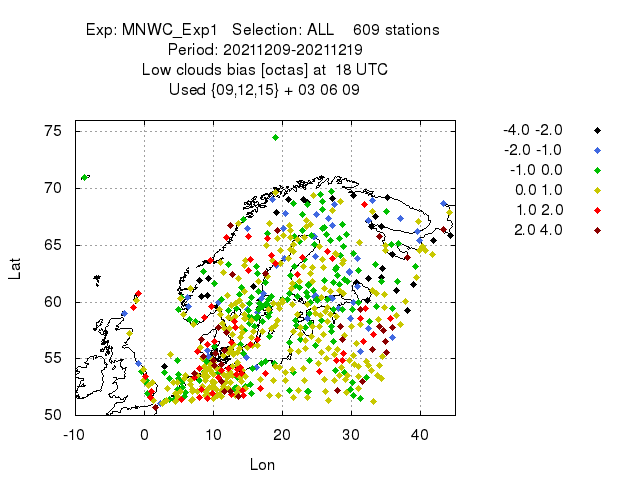 Exp: MNWC_Exp1 Selection: ALL 609 stations
Period: 20211209-20211219
Low clouds bias [octas] at 18 UTC
Used {09,12,15} + 03 06 09
-4.0 -2.0
-2.0 -1.0
-1.0 0.0
0.0 1.0
1.0 2.0
2.0 4.0
Lat
75
70
65
60
55
50
-10 0 10 20 30 40
Lon